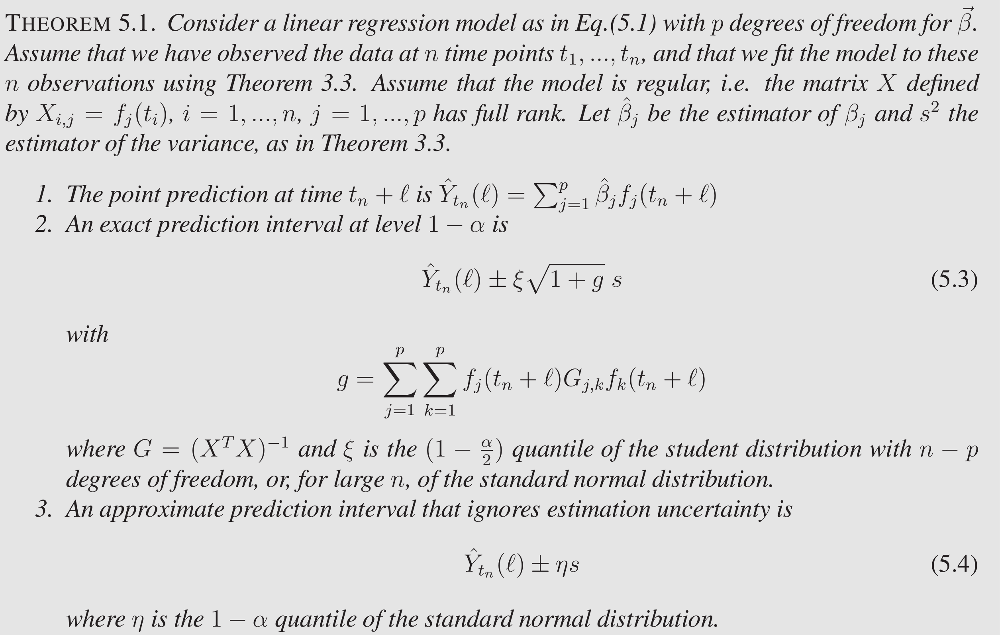 THEOREM 5.1. Consider a linear regression model as in Eq.(5.1) with p degrees of freedom for $\vec{\beta}$.
Assume that we have observed the data at n time points $t_1, ..., t_n$, and that we fit the model to these
n observations using Theorem 3.3. Assume that the model is regular, i.e. the matrix X defined
by $X_{i,j} = f_j(t_i)$, $i = 1, ..., n$, $j = 1, ..., p$ has full rank. Let $\hat{\beta}_j$ be the estimator of $\beta_j$ and $s^2$ the
estimator of the variance, as in Theorem 3.3.
1. The point prediction at time $t_n + \ell$ is $\hat{Y}_{t_n}(\ell) = \sum_{j=1}^{p} \hat{\beta}_j f_j(t_n + \ell)$
2. An exact prediction interval at level $1 - \alpha$ is
$\hat{Y}_{t_n}(\ell) \pm \xi \sqrt{1 + g}\ s$ (5.3)
with
$g = \sum_{j=1}^{p} \sum_{k=1}^{p} f_j(t_n + \ell) G_{j,k} f_k(t_n + \ell)$
where $G = (X^T X)^{-1}$ and $\xi$ is the $(1 - \frac{\alpha}{2})$ quantile of the student distribution with $n - p$
degrees of freedom, or, for large n, of the standard normal distribution.
3. An approximate prediction interval that ignores estimation uncertainty is
$\hat{Y}_{t_n}(\ell) \pm \eta s$ (5.4)
where $\eta$ is the $1 - \alpha$ quantile of the standard normal distribution.